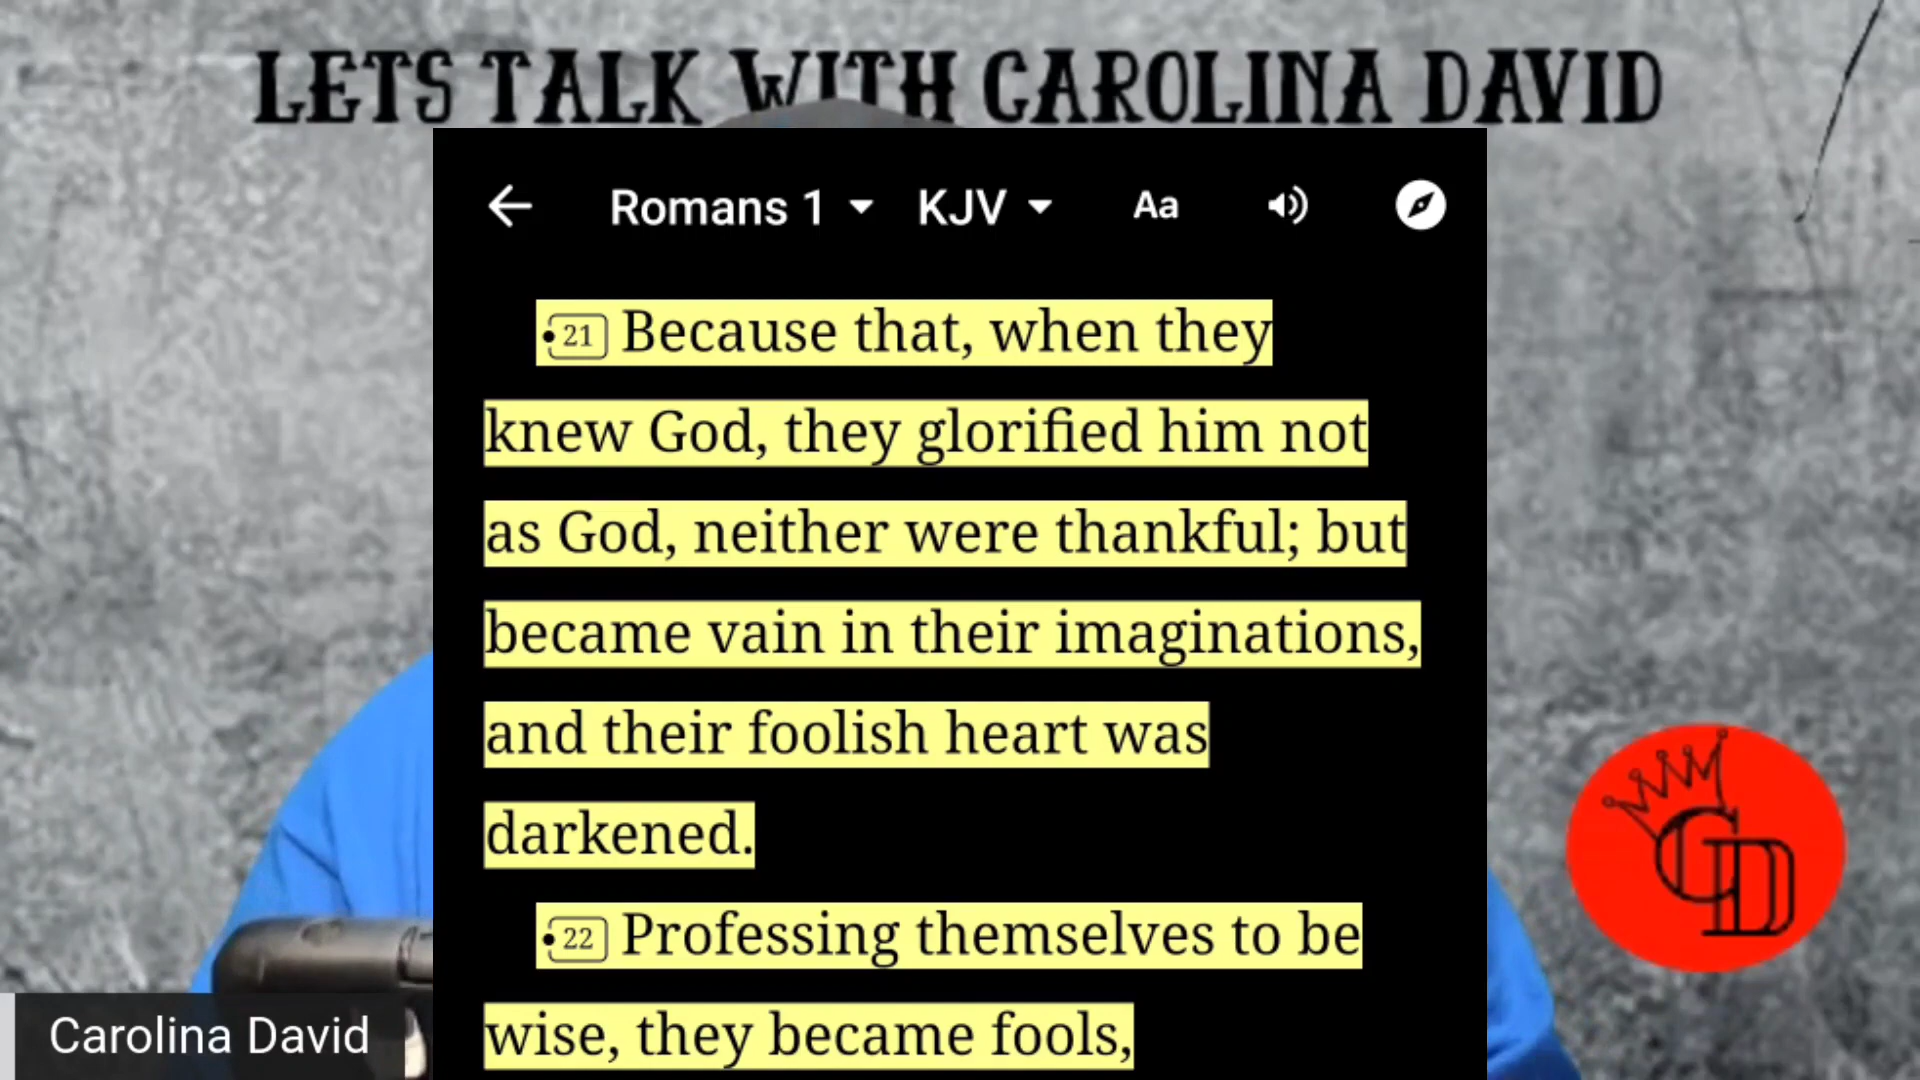 LETS TALK WITH CAROLINA DAVID
Romans 1 KJV Aa
21 Because that, when they
knew God, they glorified him not
as God, neither were thankful; but
became vain in their imaginations,
and their foolish heart was
darkened.
22 Professing themselves to be
wise, they became fools,
CD
Carolina David